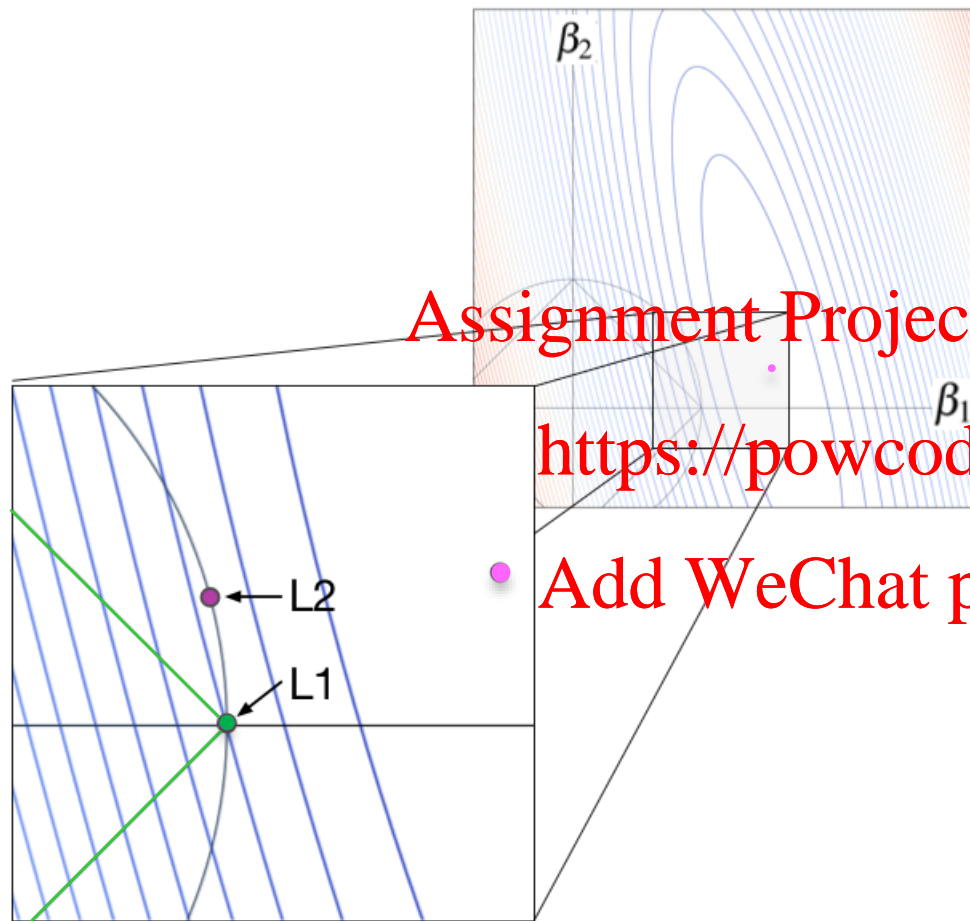 β₂
Assignment Projec
β₁
https://powcod
Add WeChat p
L2
L1